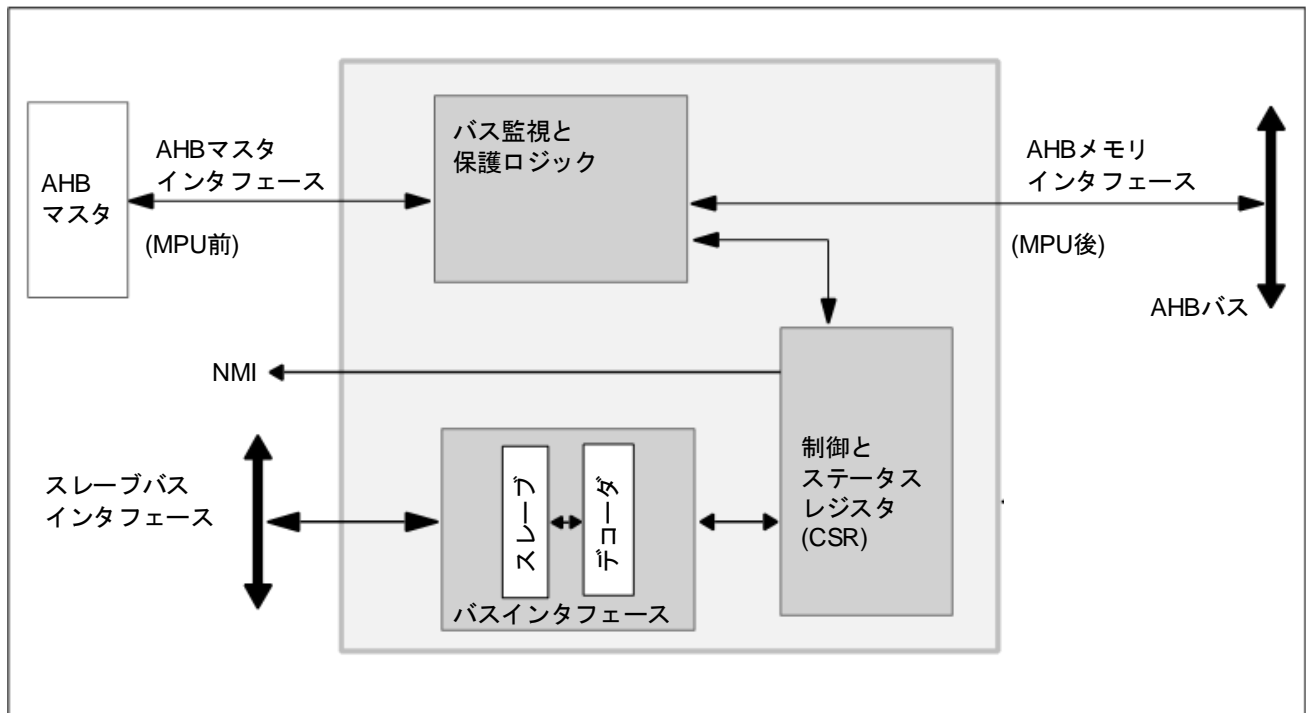 バス監視と
保護ロジック
AHBマスタ
インタフェース
AHB
マスタ
(MPU前)
AHBメモリ
インタフェース
(MPU後)
AHBバス
NMI
制御と
ステータス
レジスタ
(CSR)
スレーブバス
インタフェース
スレーブ
デコーダ
バスインタフェース